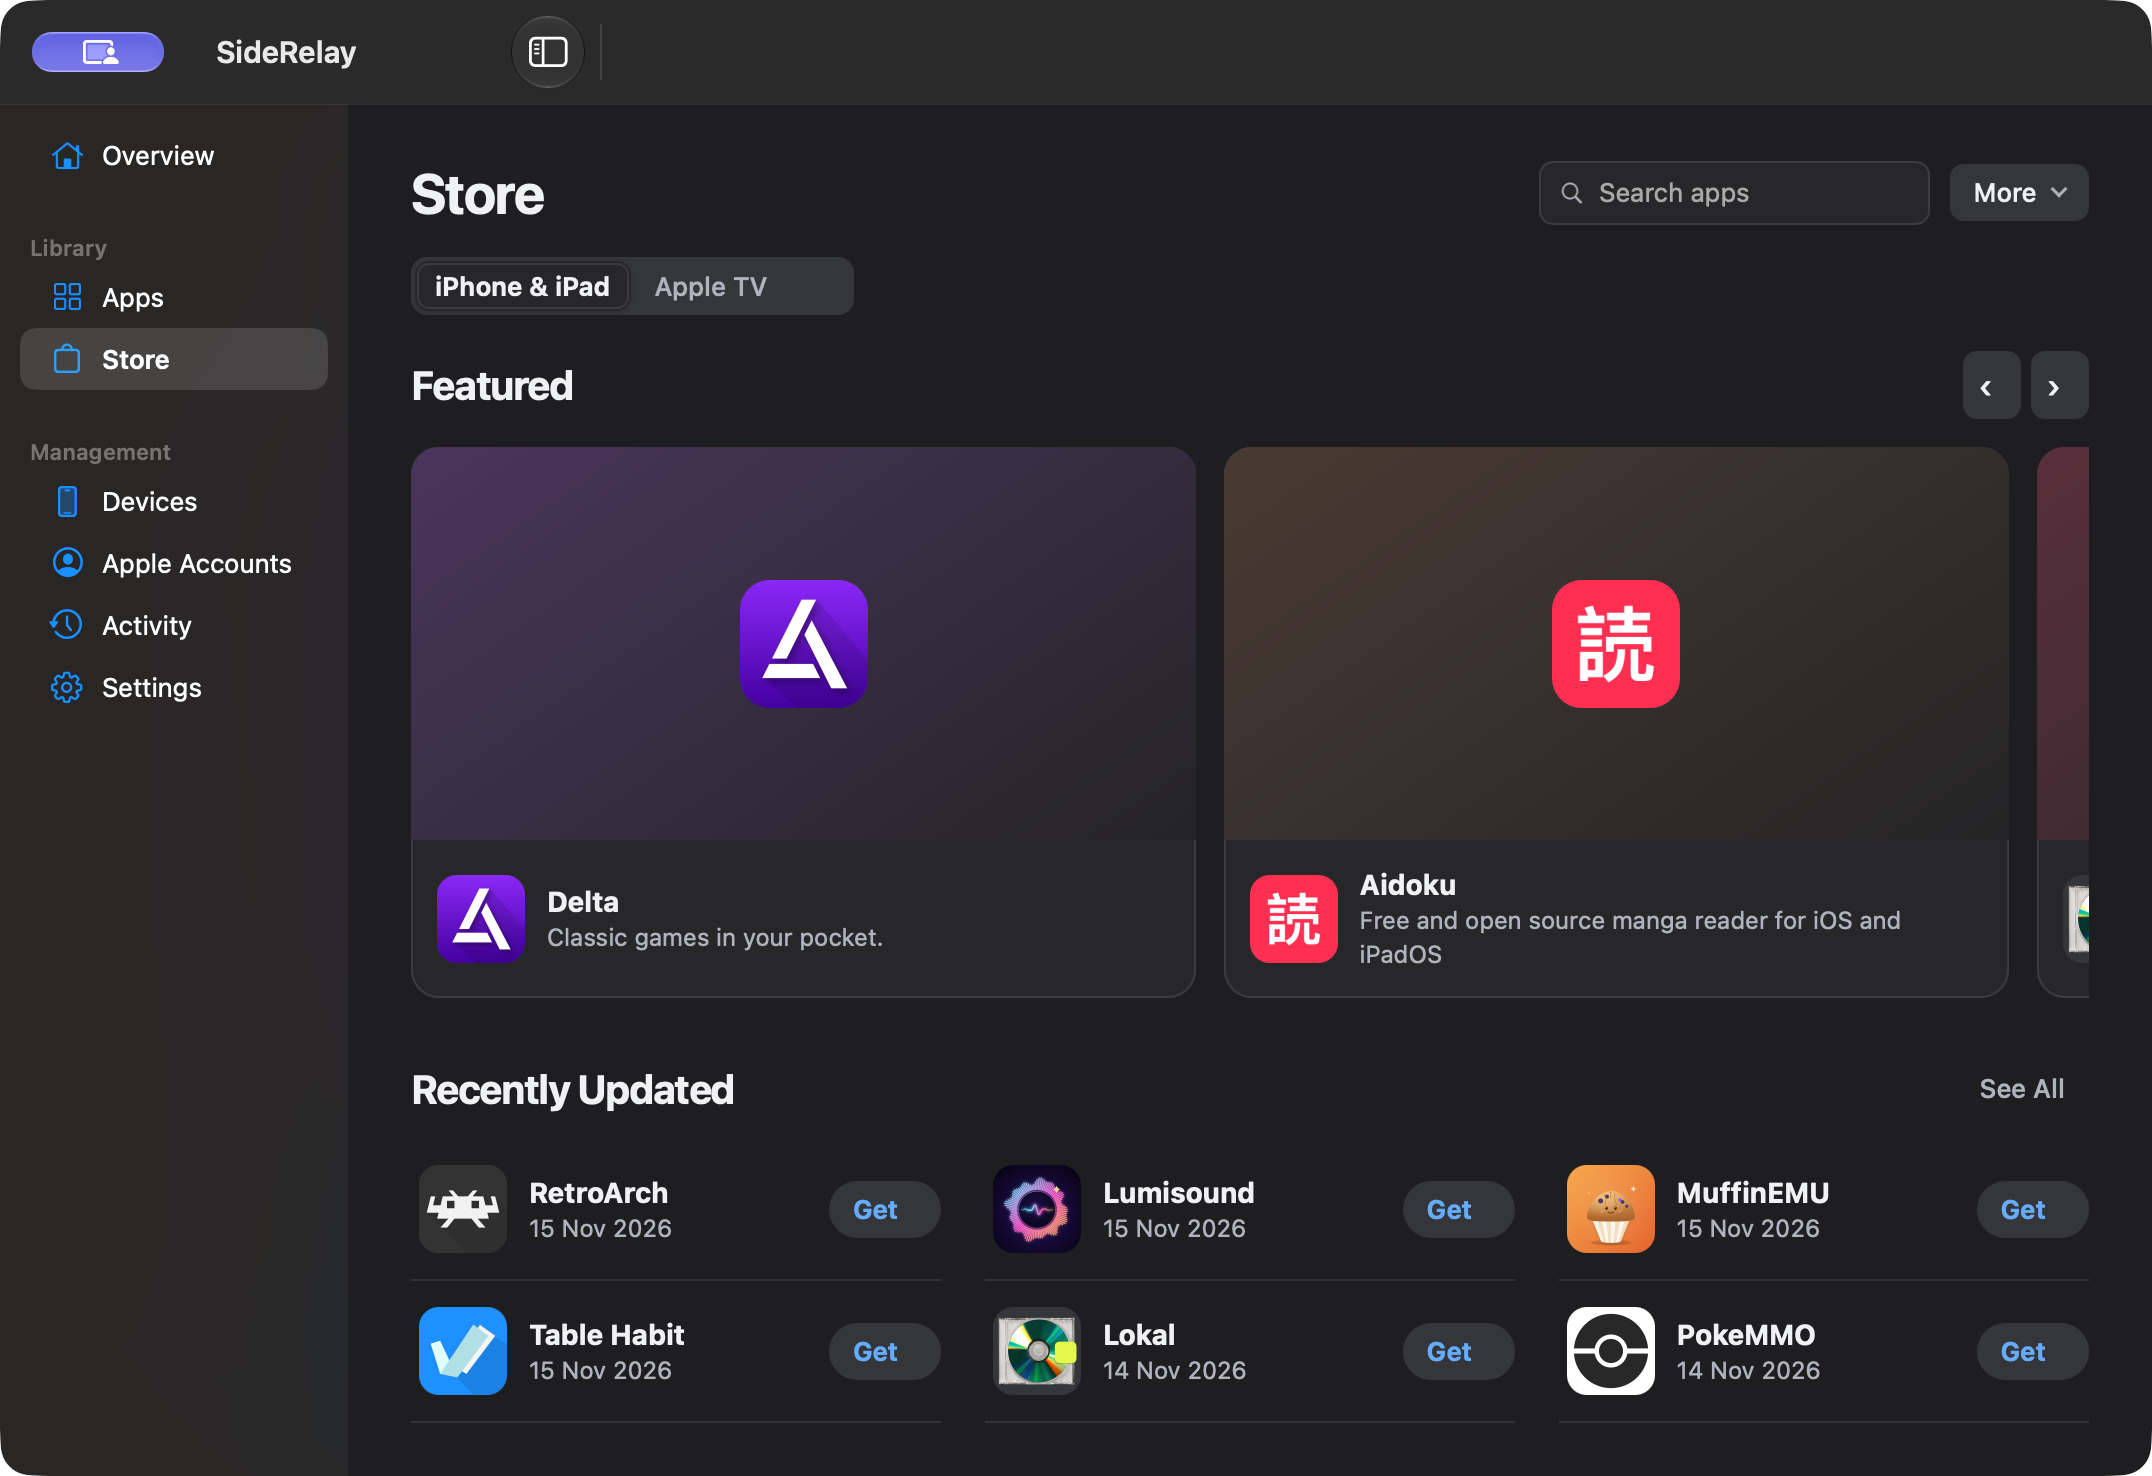 SideRelay
Overview
Library
Apps
Store
Management
Devices
Apple Accounts
Activity
Settings
Store
Search apps
More
iPhone & iPad
Apple TV
Featured
読
Delta
Classic games in your pocket.
読
Aidoku
Free and open source manga reader for iOS and
iPadOS
Recently Updated
See All
RetroArch
15 Nov 2026
Get
Lumisound
15 Nov 2026
Get
MuffinEMU
15 Nov 2026
Get
Table Habit
15 Nov 2026
Get
Lokal
14 Nov 2026
Get
PokeMMO
14 Nov 2026
Get